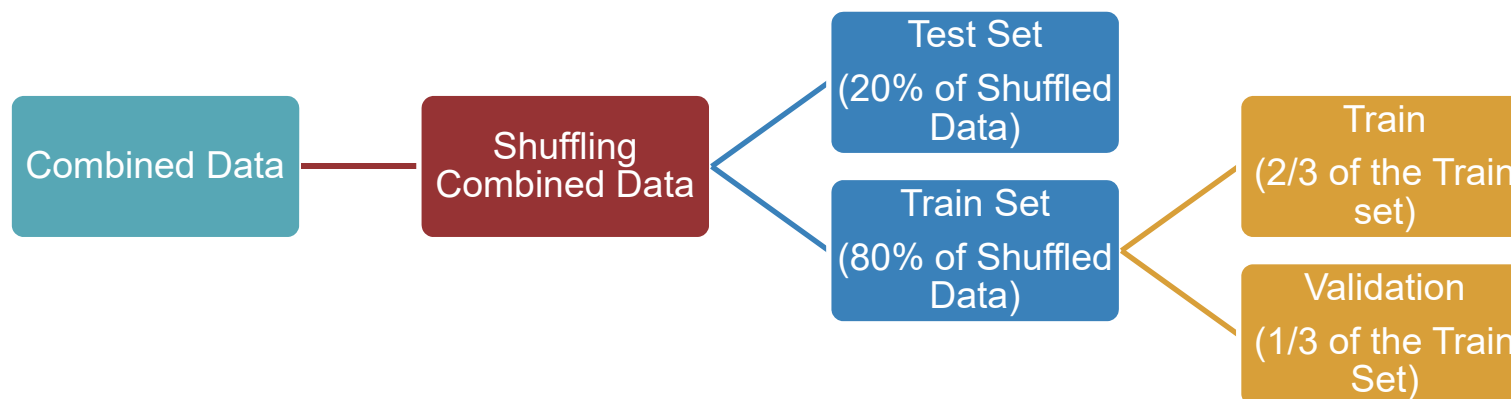 Combined Data
Shuffling
Combined Data
Test Set
(20% of Shuffled
Data)
Train Set
(80% of Shuffled
Data)
Train
(2/3 of the Train
set)
Validation
(1/3 of the Train
Set)